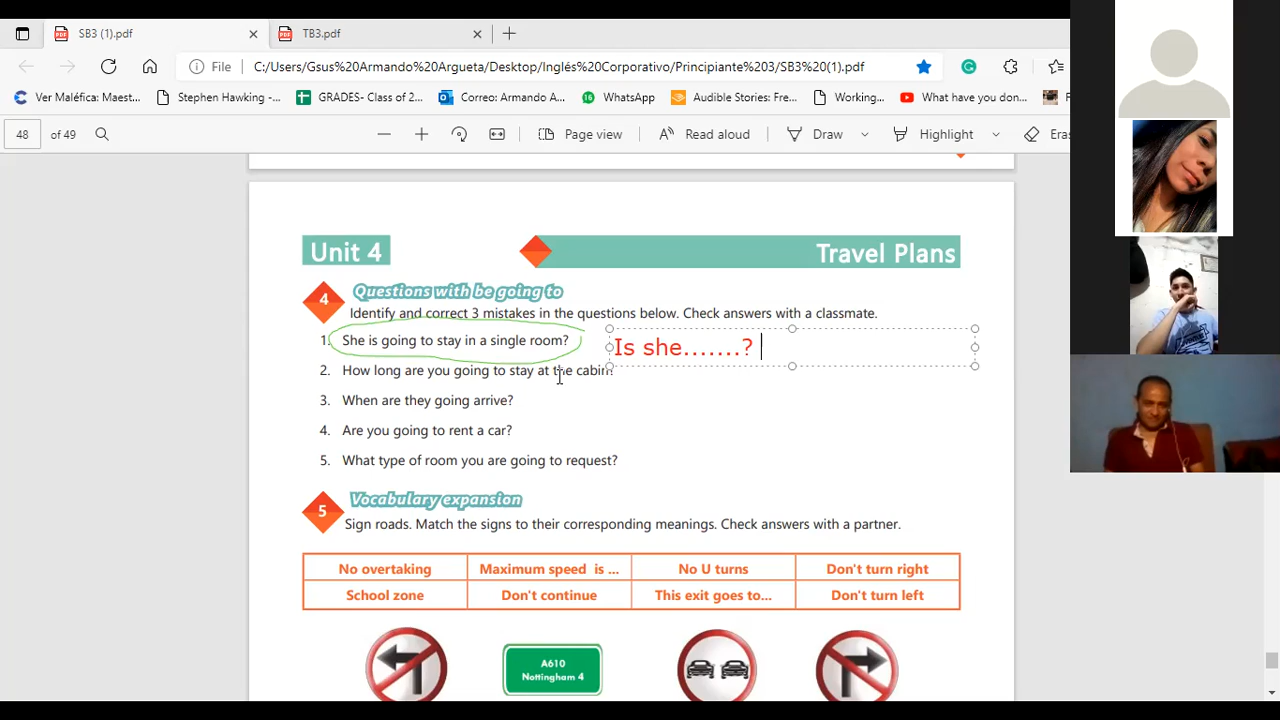 SB3 (1).pdf
TB3.pdf
File
C:/Users/Gsus%20Armando%20Argueta/Desktop/Inglés%20Corporativo/Principiante%203/SB3%20(1).pdf
Ver Maléfica: Maest...
Stephen Hawking -...
GRADES- Class of 2...
Correo: Armando A...
16
WhatsApp
Audible Stories: Fre...
Working...
What have you don...
48
of 49
Page view
Read aloud
Draw
Highlight
Eras
Unit 4
Travel Plans
4
Questions with be going to
Identify and correct 3 mistakes in the questions below. Check answers with a classmate.
1. She is going to stay in a single room?
Is she.......?
2. How long are you going to stay at the cabin?
3. When are they going arrive?
4. Are you going to rent a car?
5. What type of room you are going to request?
5
Vocabulary expansion
Sign roads. Match the signs to their corresponding meanings. Check answers with a partner.
No overtaking
Maximum speed is ...
No U turns
Don't turn right
School zone
Don't continue
This exit goes to...
Don't turn left
A610
Nottingham 4